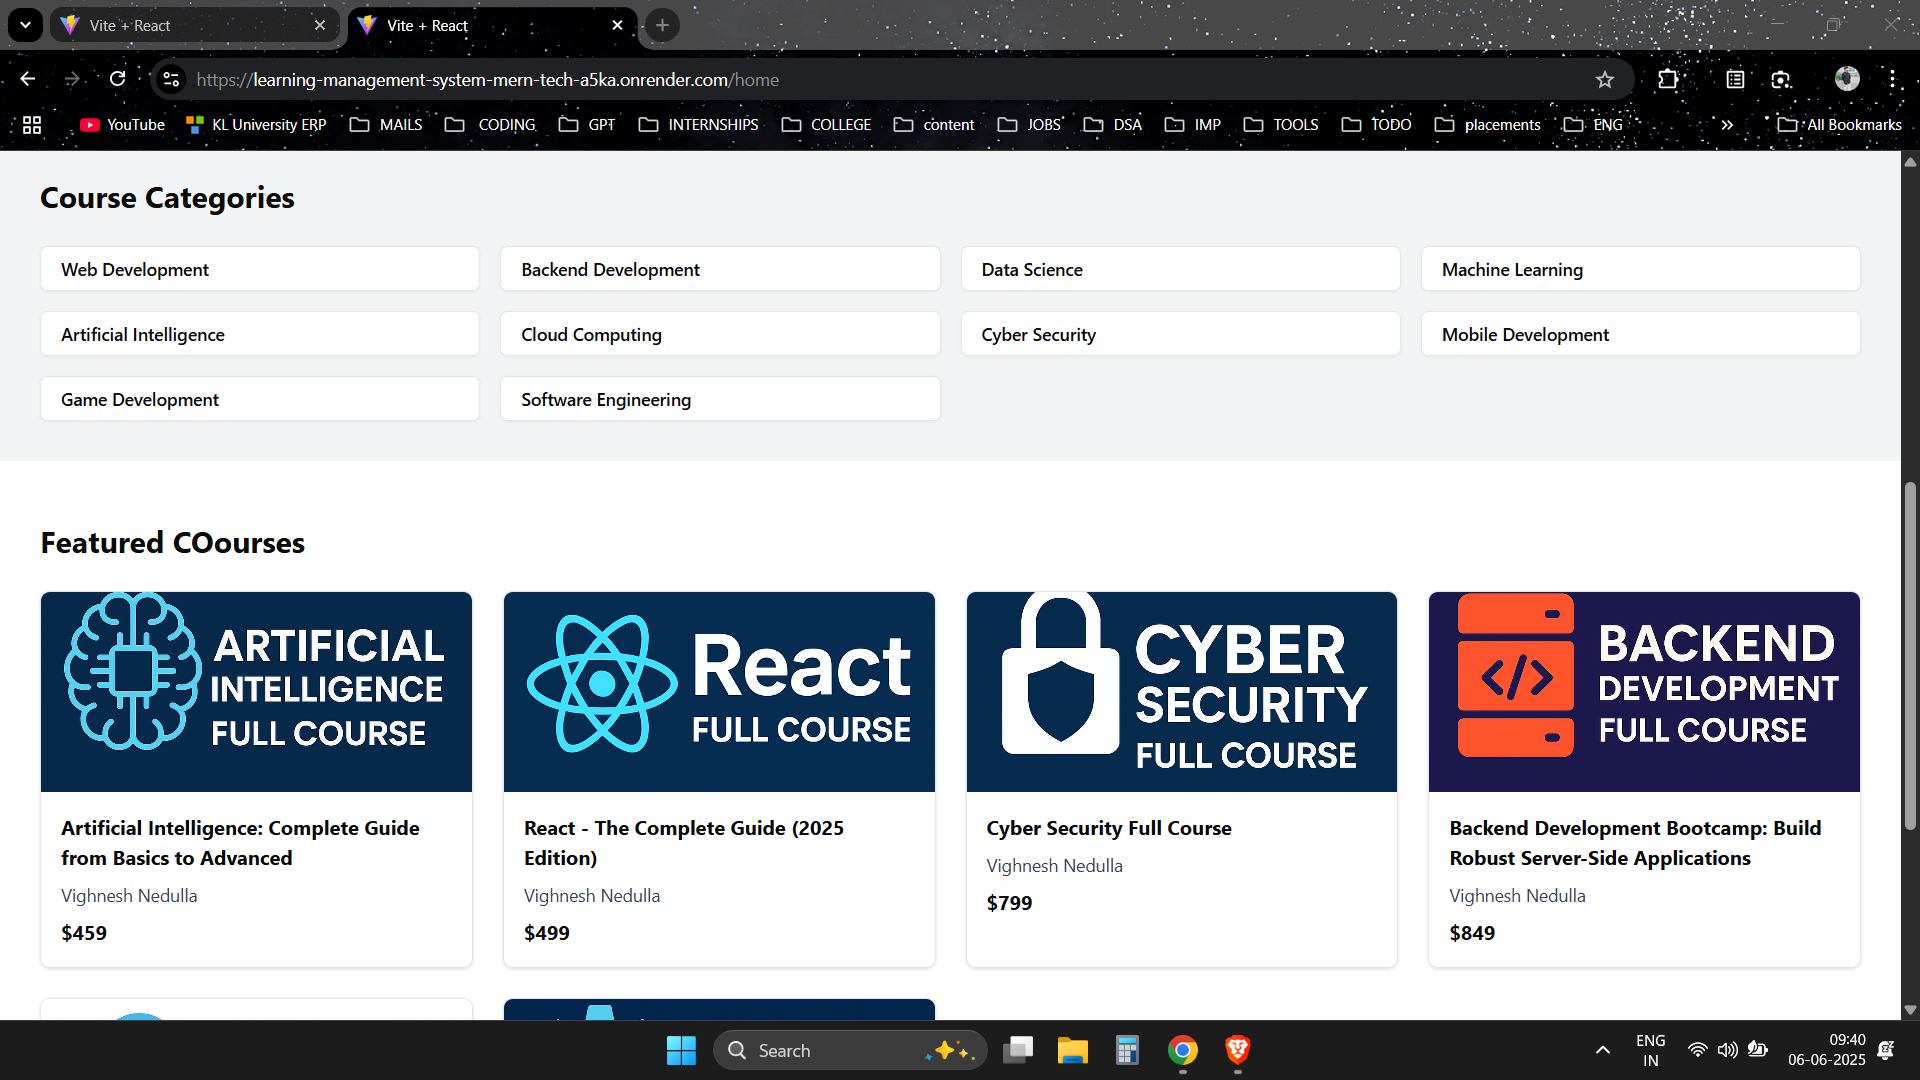 Vite + React
Vite + React
https://learning-management-system-mern-tech-a5ka.onrender.com/home
YouTube
KL University ERP
MAILS
CODING
GPT
INTERNSHIPS
COLLEGE
content
JOBS
DSA
IMP
TOOLS
TODO
placements
ENG
»
All Bookmarks
Course Categories
Web Development
Backend Development
Data Science
Machine Learning
Artificial Intelligence
Cloud Computing
Cyber Security
Mobile Development
Game Development
Software Engineering
Featured COourses
ARTIFICIAL
INTELLIGENCE
FULL COURSE
React
FULL COURSE
CYBER
SECURITY
FULL COURSE
</>
BACKEND
DEVELOPMENT
FULL COURSE
Artificial Intelligence: Complete Guide
from Basics to Advanced
Vighnesh Nedulla
$459
React - The Complete Guide (2025
Edition)
Vighnesh Nedulla
$499
Cyber Security Full Course
Vighnesh Nedulla
$799
Backend Development Bootcamp: Build
Robust Server-Side Applications
Vighnesh Nedulla
$849
Search
ENG
IN
09:40
06-06-2025